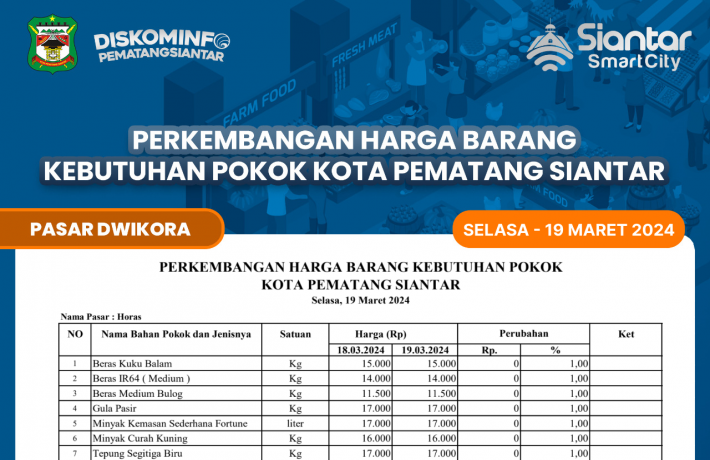 DISKOMINFO
PEMATANGSIANTAR
Siantar
SmartCity
FRESH MEAT
FARM FOOD
FARM FOOD
PERKEMBANGAN HARGA BARANG
KEBUTUHAN POKOK KOTA PEMATANG SIANTAR
PASAR DWIKORA
SELASA - 19 MARET 2024
PERKEMBANGAN HARGA BARANG KEBUTUHAN POKOK
KOTA PEMATANG SIANTAR
Selasa, 19 Maret 2024
Nama Pasar : Horas
NO Nama Bahan Pokok dan Jenisnya Satuan Harga (Rp) Perubahan Ket
18.03.2024 19.03.2024 Rp. %
1 Beras Kuku Balam Kg 15.000 15.000 0 1,00
2 Beras IR64 ( Medium ) Kg 14.000 14.000 0 1,00
3 Beras Medium Bulog Kg 11.500 11.500 0 1,00
4 Gula Pasir Kg 17.000 17.000 0 1,00
5 Minyak Kemasan Sederhana Fortune liter 17.000 17.000 0 1,00
6 Minyak Curah Kuning Kg 16.000 16.000 0 1,00
7 Tepung Segitiga Biru Kg 17.000 17.000 0 1,00